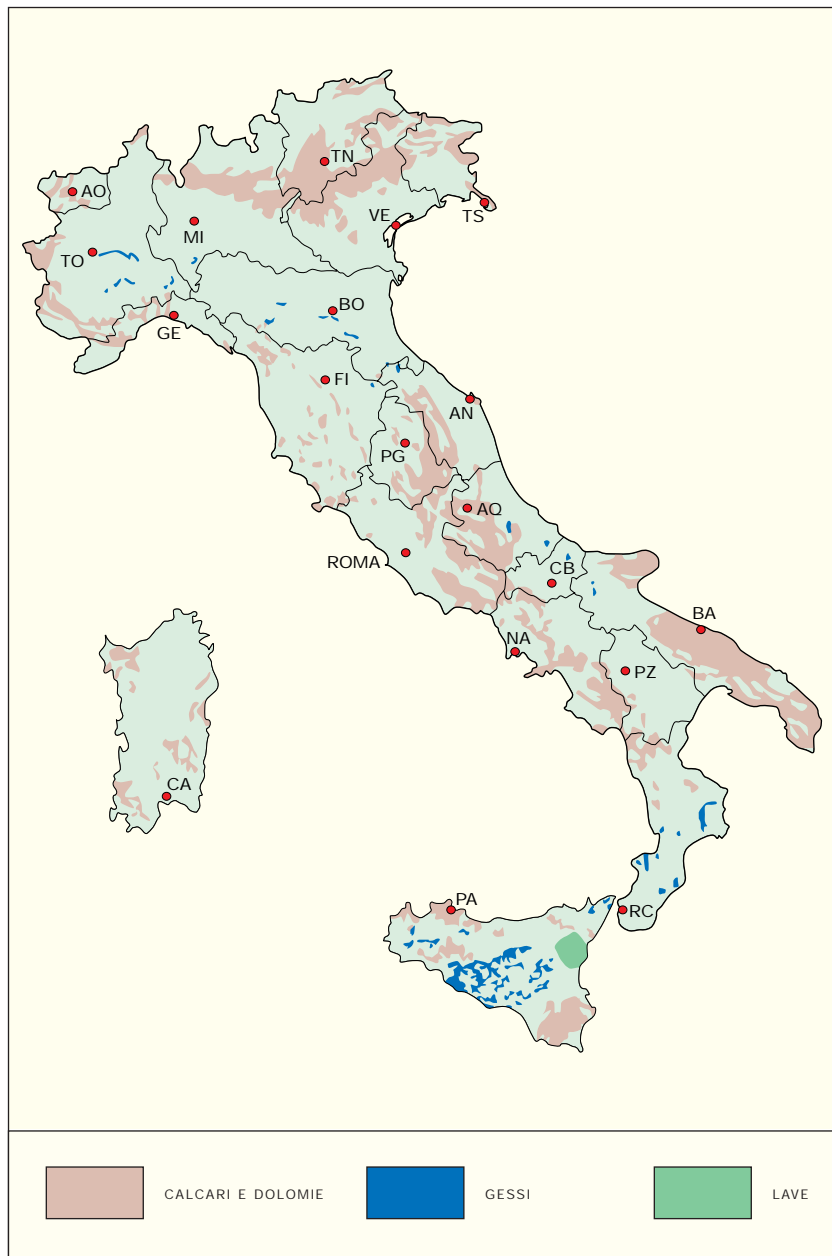 TN
AO
VE
TS
MI
TO
BO
GE
FI
AN
PG
AQ
ROMA
CB
BA
NA
PZ
CA
PA
RC
CALCARI E DOLOMIE
GESSI
LAVE